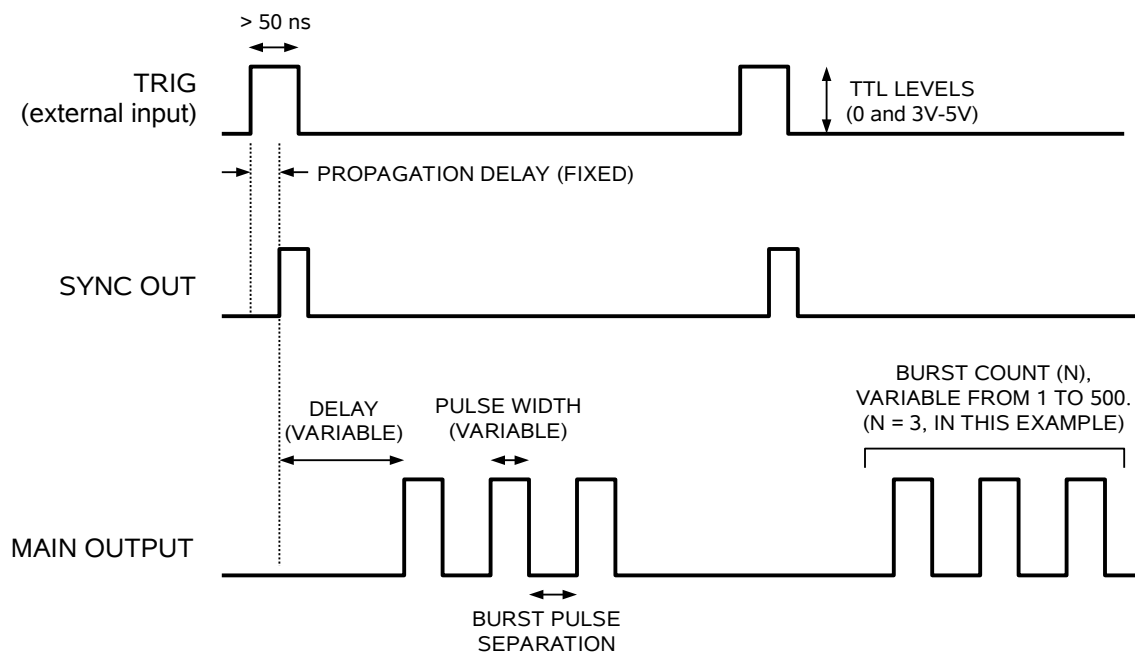 > 50 ns
TRIG
(external input)
TTL LEVELS
(0 and 3V-5V)
PROPAGATION DELAY (FIXED)
SYNC OUT
BURST COUNT (N),
VARIABLE FROM 1 TO 500.
(N = 3, IN THIS EXAMPLE)
DELAY
(VARIABLE)
PULSE WIDTH
(VARIABLE)
MAIN OUTPUT
BURST PULSE
SEPARATION